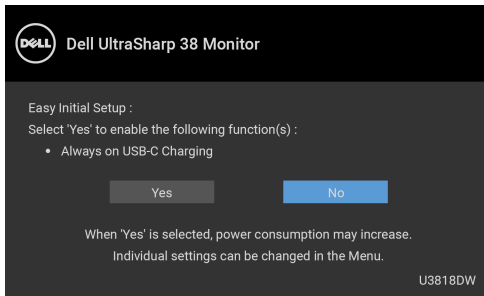 DELL
Dell UltraSharp 38 Monitor
Easy Initial Setup :
Select 'Yes' to enable the following function(s) :
• Always on USB-C Charging
Yes No
When 'Yes' is selected, power consumption may increase.
Individual settings can be changed in the Menu.
U3818DW